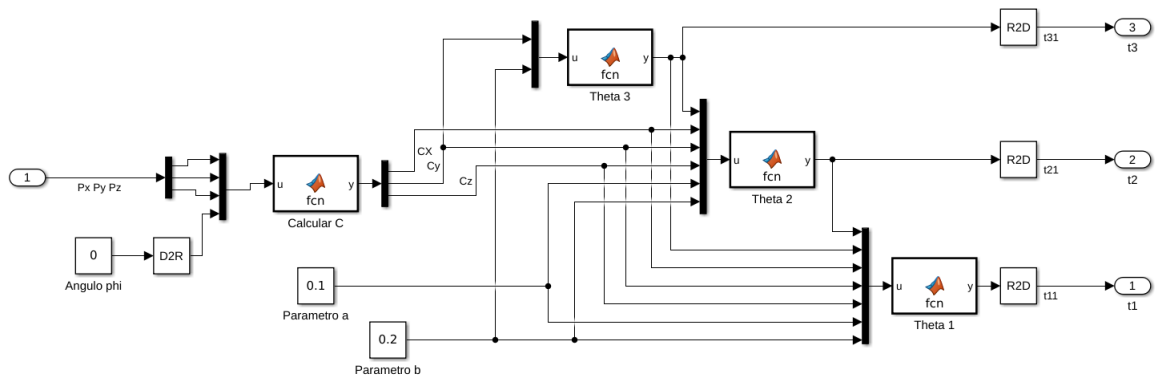 R2D
t31
3
t3
u
y
fcn
Theta 3
CX
Cy
Cz
1
Px Py Pz
u
y
fcn
Calcular C
u
y
fcn
Theta 2
R2D
t21
2
t2
0
Angulo phi
D2R
0.1
Parametro a
0.2
Parametro b
u
y
fcn
Theta 1
R2D
t11
1
t1